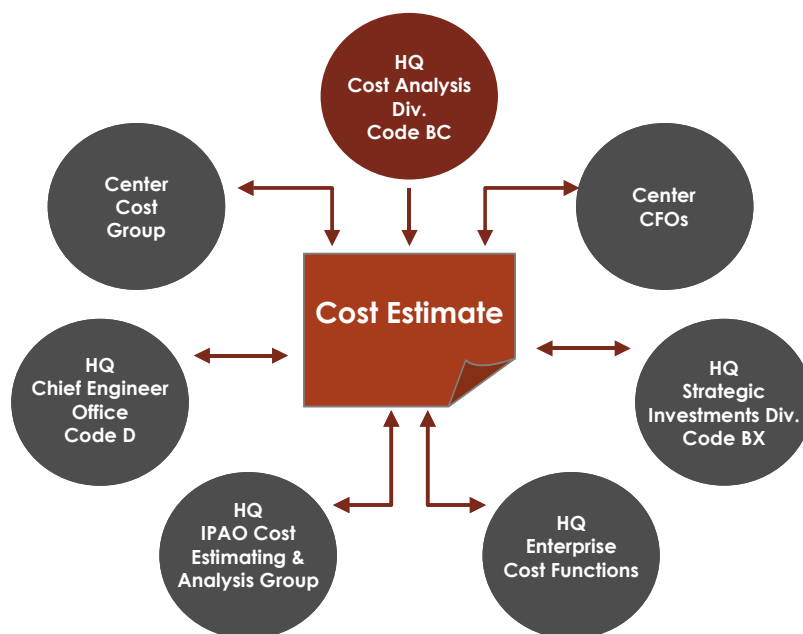 HQ
Cost Analysis
Div.
Code BC
Center
Cost
Group
Center
CFOs
Cost Estimate
HQ
Chief Engineer
Office
Code D
HQ
Strategic
Investments Div.
Code BX
HQ
IPAO Cost
Estimating &
Analysis Group
HQ
Enterprise
Cost Functions